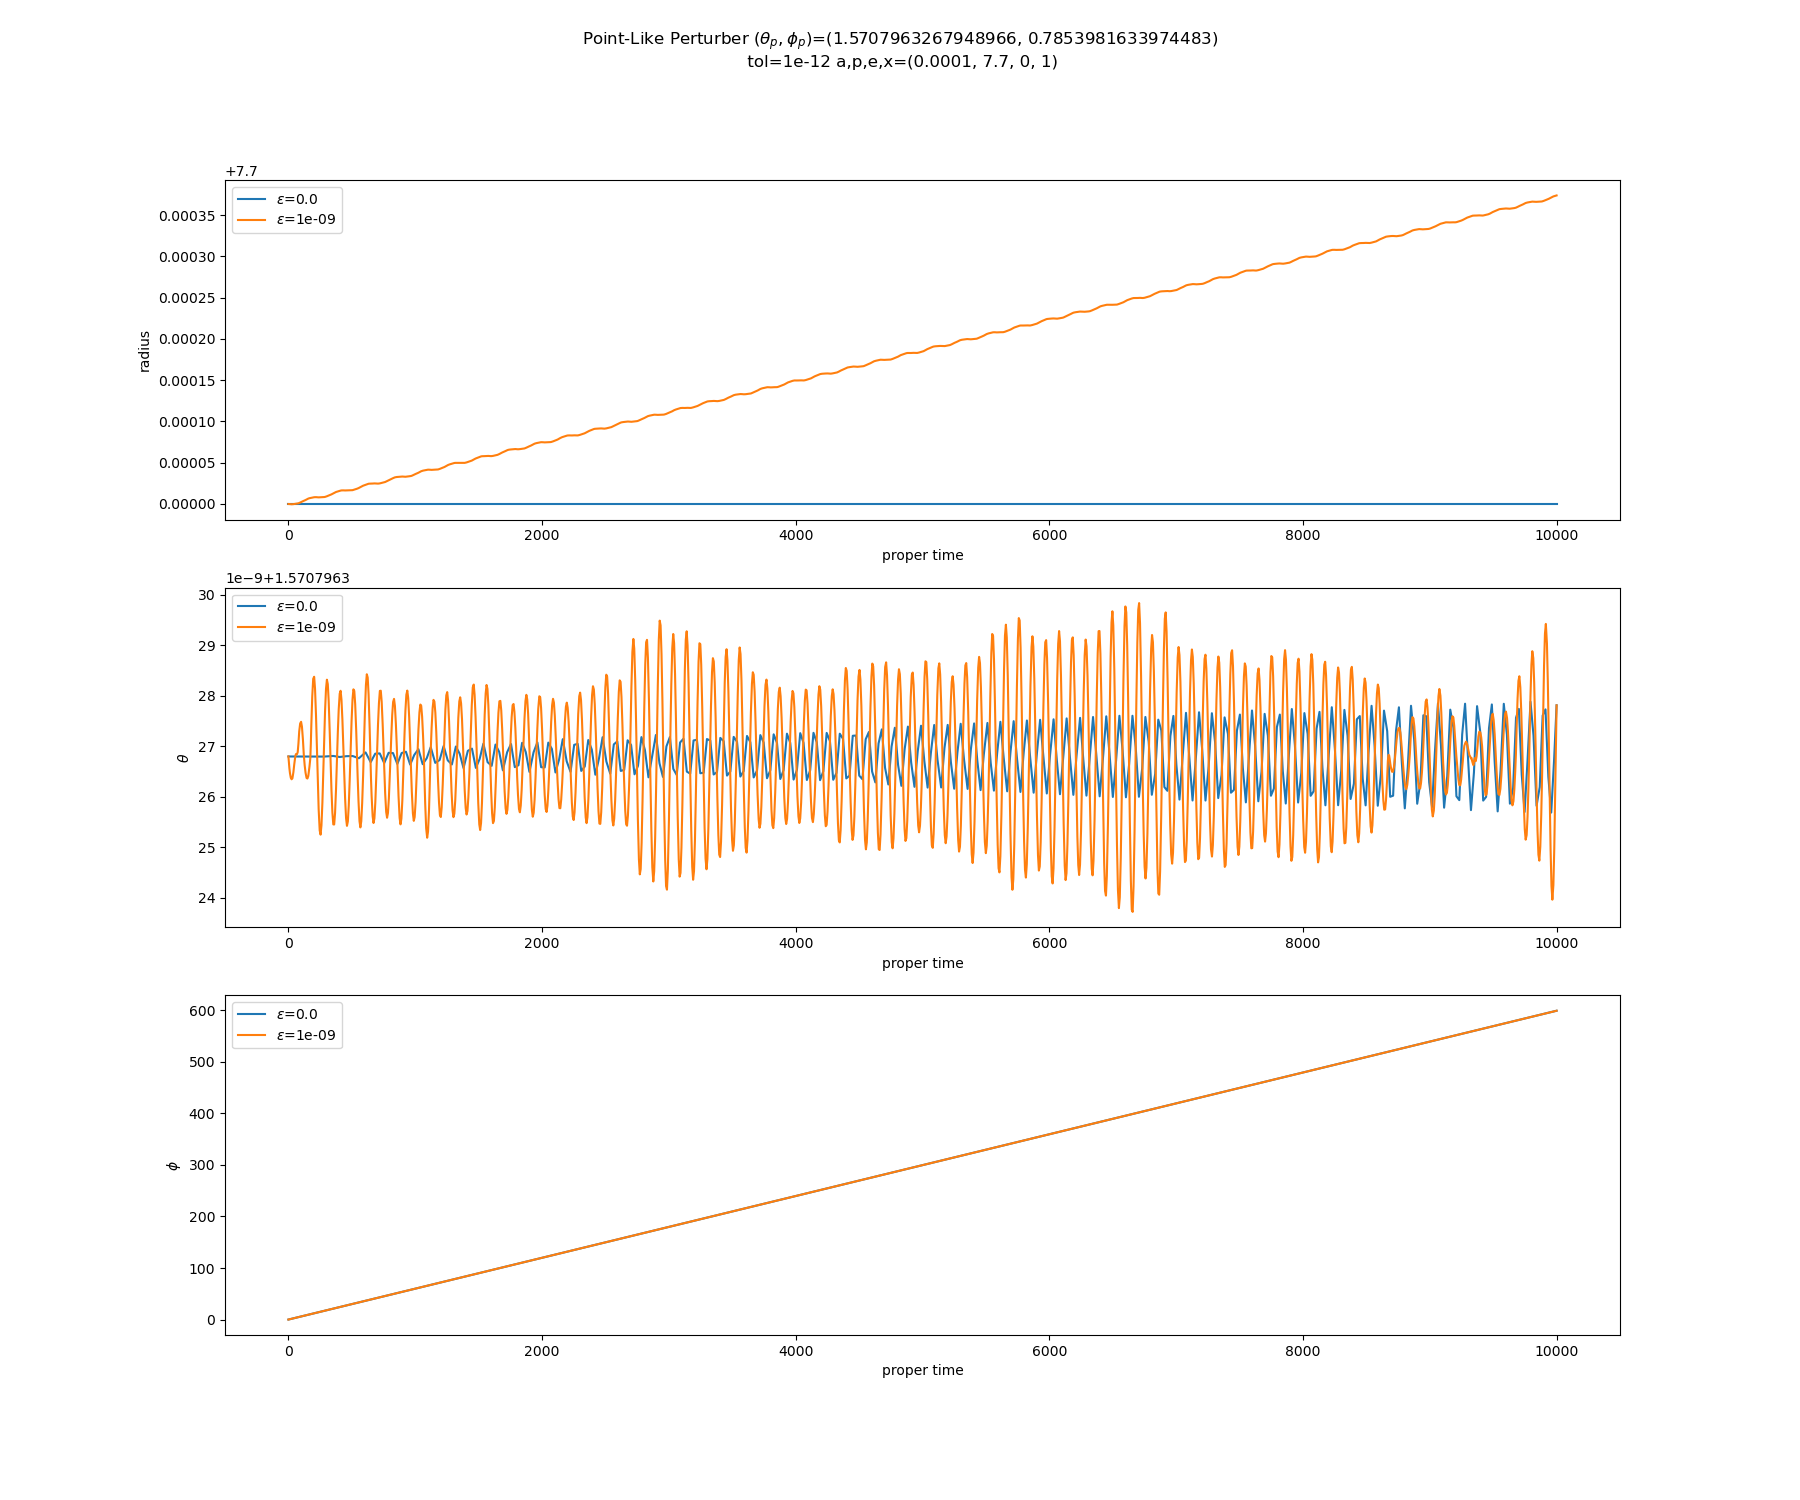 Point-Like Perturber (θp, ϕp)=(1.5707963267948966, 0.7853981633974483)
tol=1e-12 a,p,e,x=(0.0001, 7.7, 0, 1)
+7.7
ε=0.0
ε=1e-09
0.00035
0.00030
0.00025
0.00020
0.00015
0.00010
0.00005
0.00000
radius
0 2000 4000 6000 8000 10000
proper time
1e−9+1.5707963
ε=0.0
ε=1e-09
30
29
28
27
26
25
24
θ
0 2000 4000 6000 8000 10000
proper time
ε=0.0
ε=1e-09
600
500
400
300
200
100
0
ϕ
0 2000 4000 6000 8000 10000
proper time